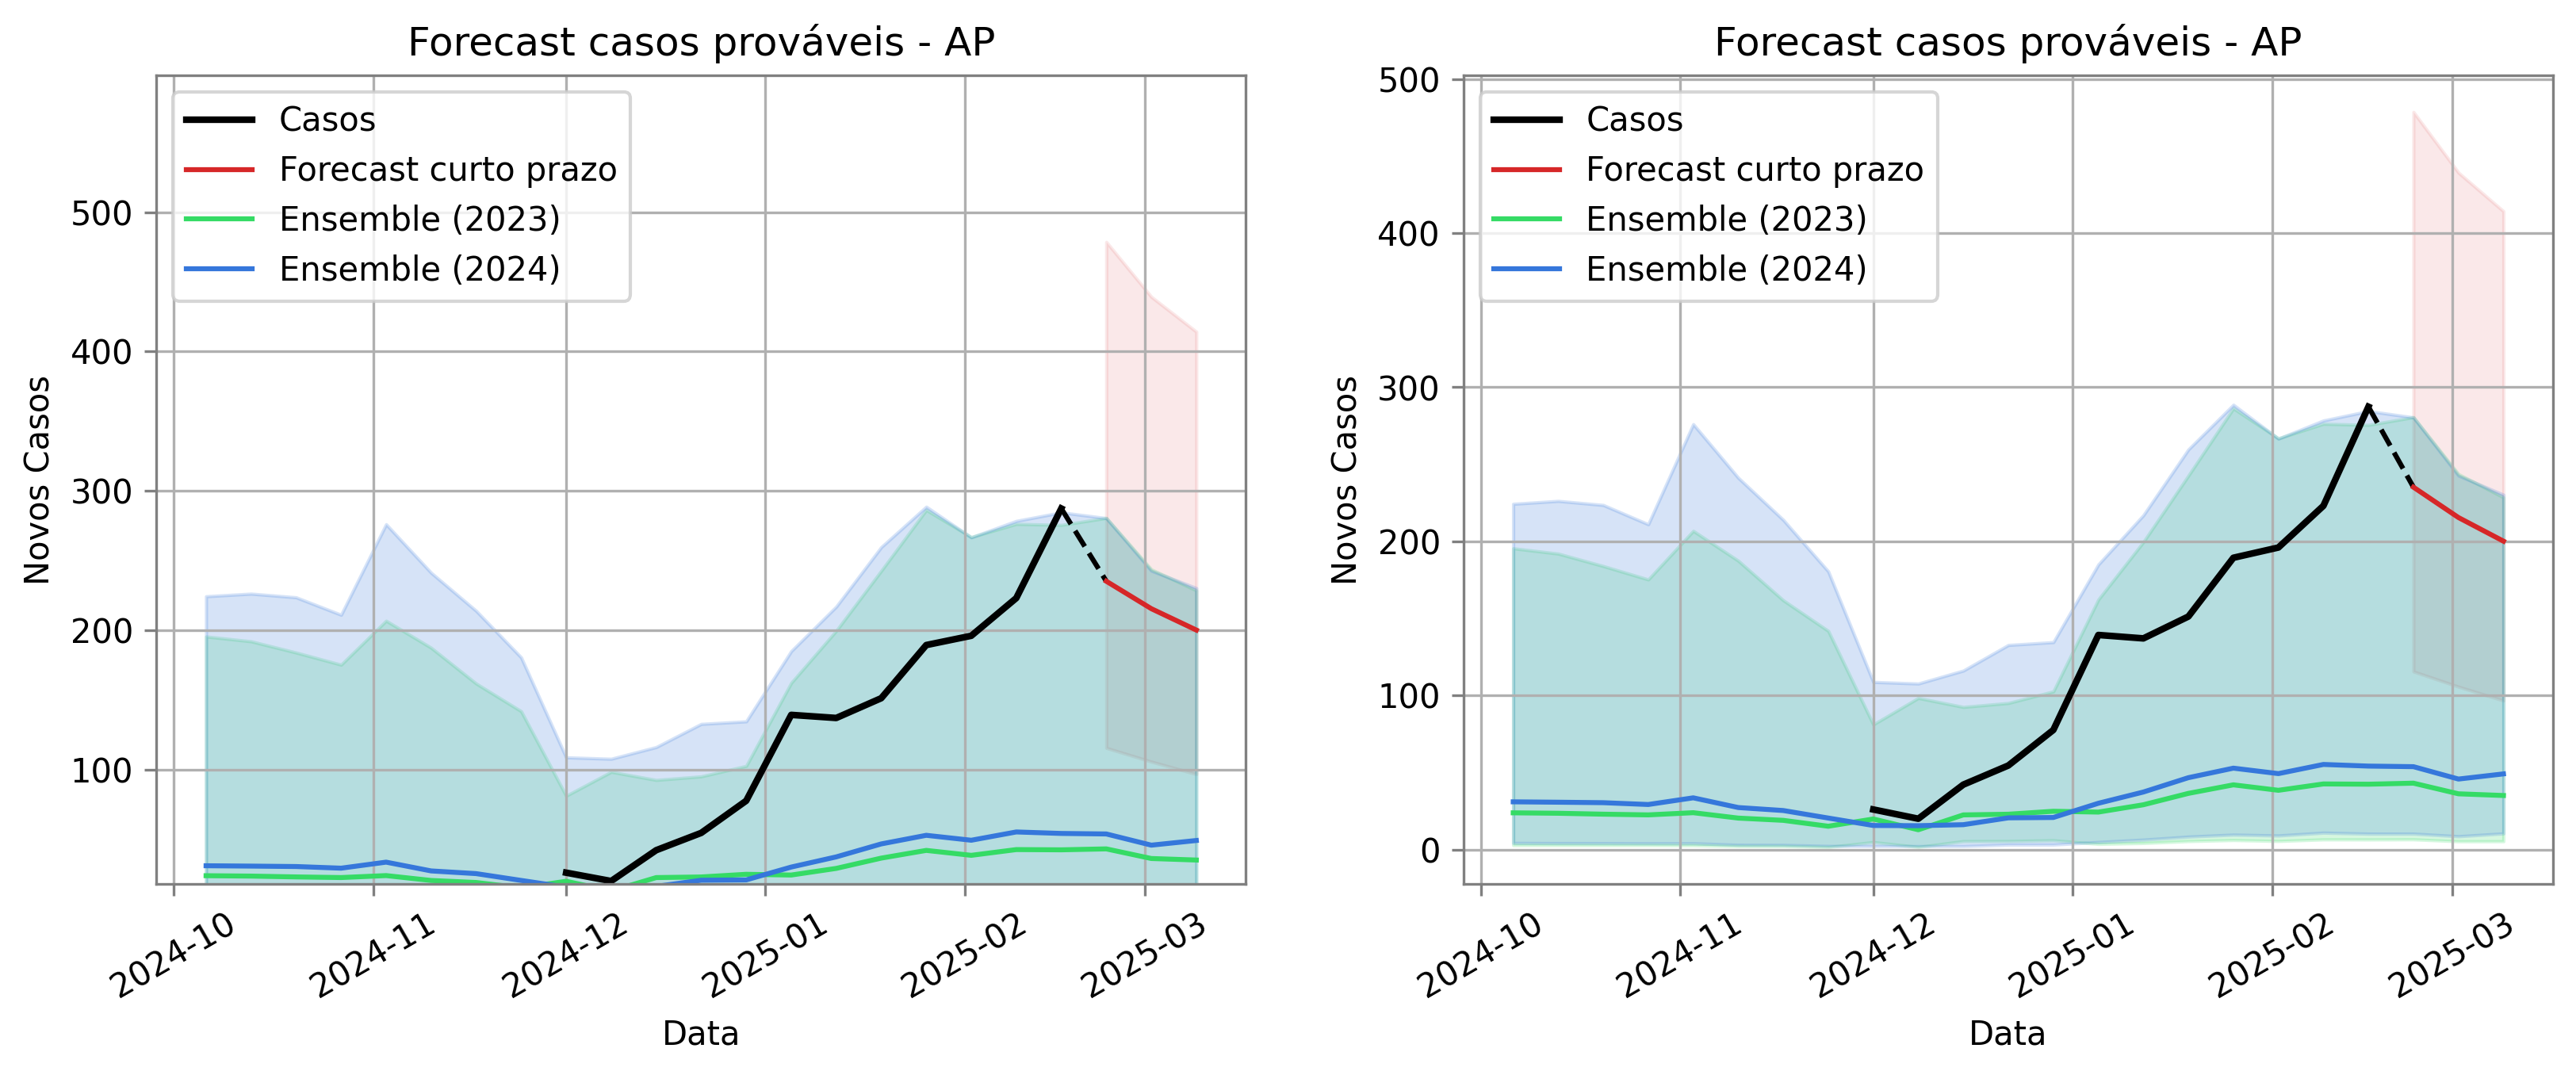 Forecast casos prováveis - AP
Casos
Forecast curto prazo
Ensemble (2023)
Ensemble (2024)
500
400
300
200
100
Novos Casos
2024-10
2024-11
2024-12
2025-01
2025-02
2025-03
Data
Forecast casos prováveis - AP
Casos
Forecast curto prazo
Ensemble (2023)
Ensemble (2024)
500
400
300
200
100
0
Novos Casos
2024-10
2024-11
2024-12
2025-01
2025-02
2025-03
Data